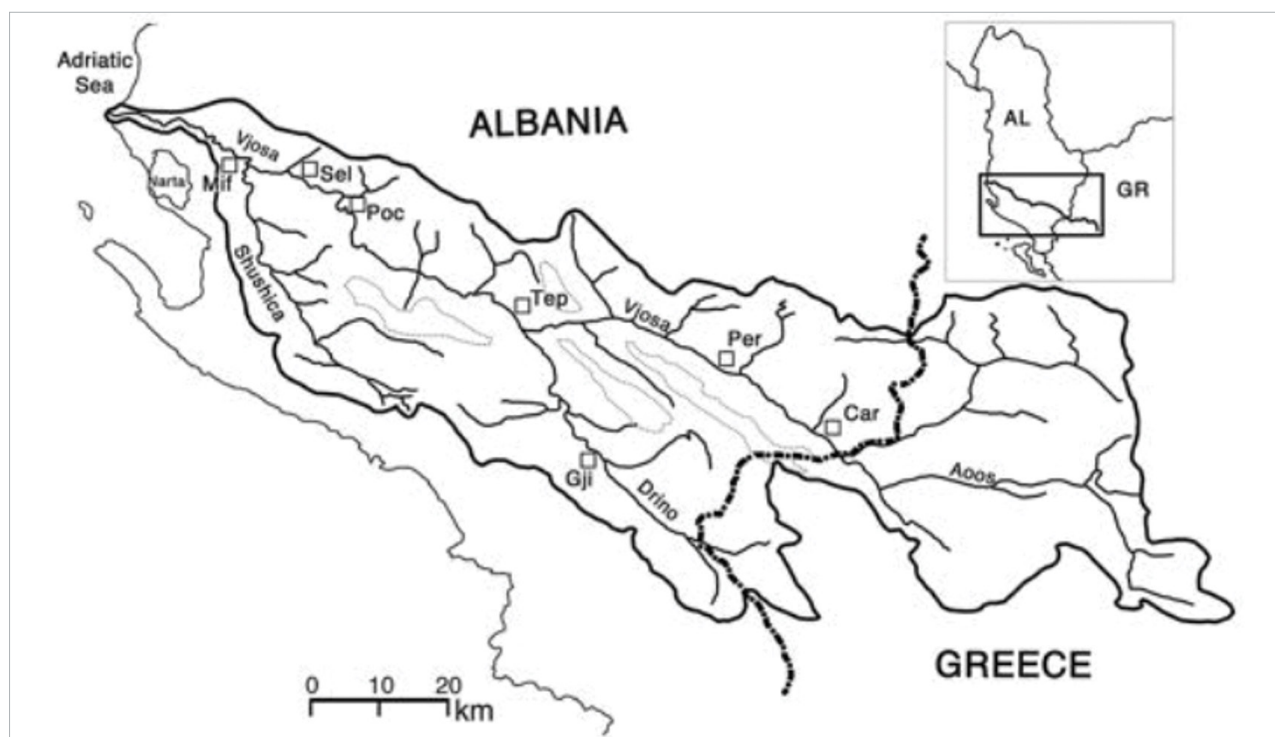 Adriatic
Sea
ALBANIA
AL
GR
Vjosa
Narta
Mif
Sel
Poc
Shushica
Tep
Vjosa
Per
Car
Gji
Drino
Aoos
GREECE
0 10 20
km